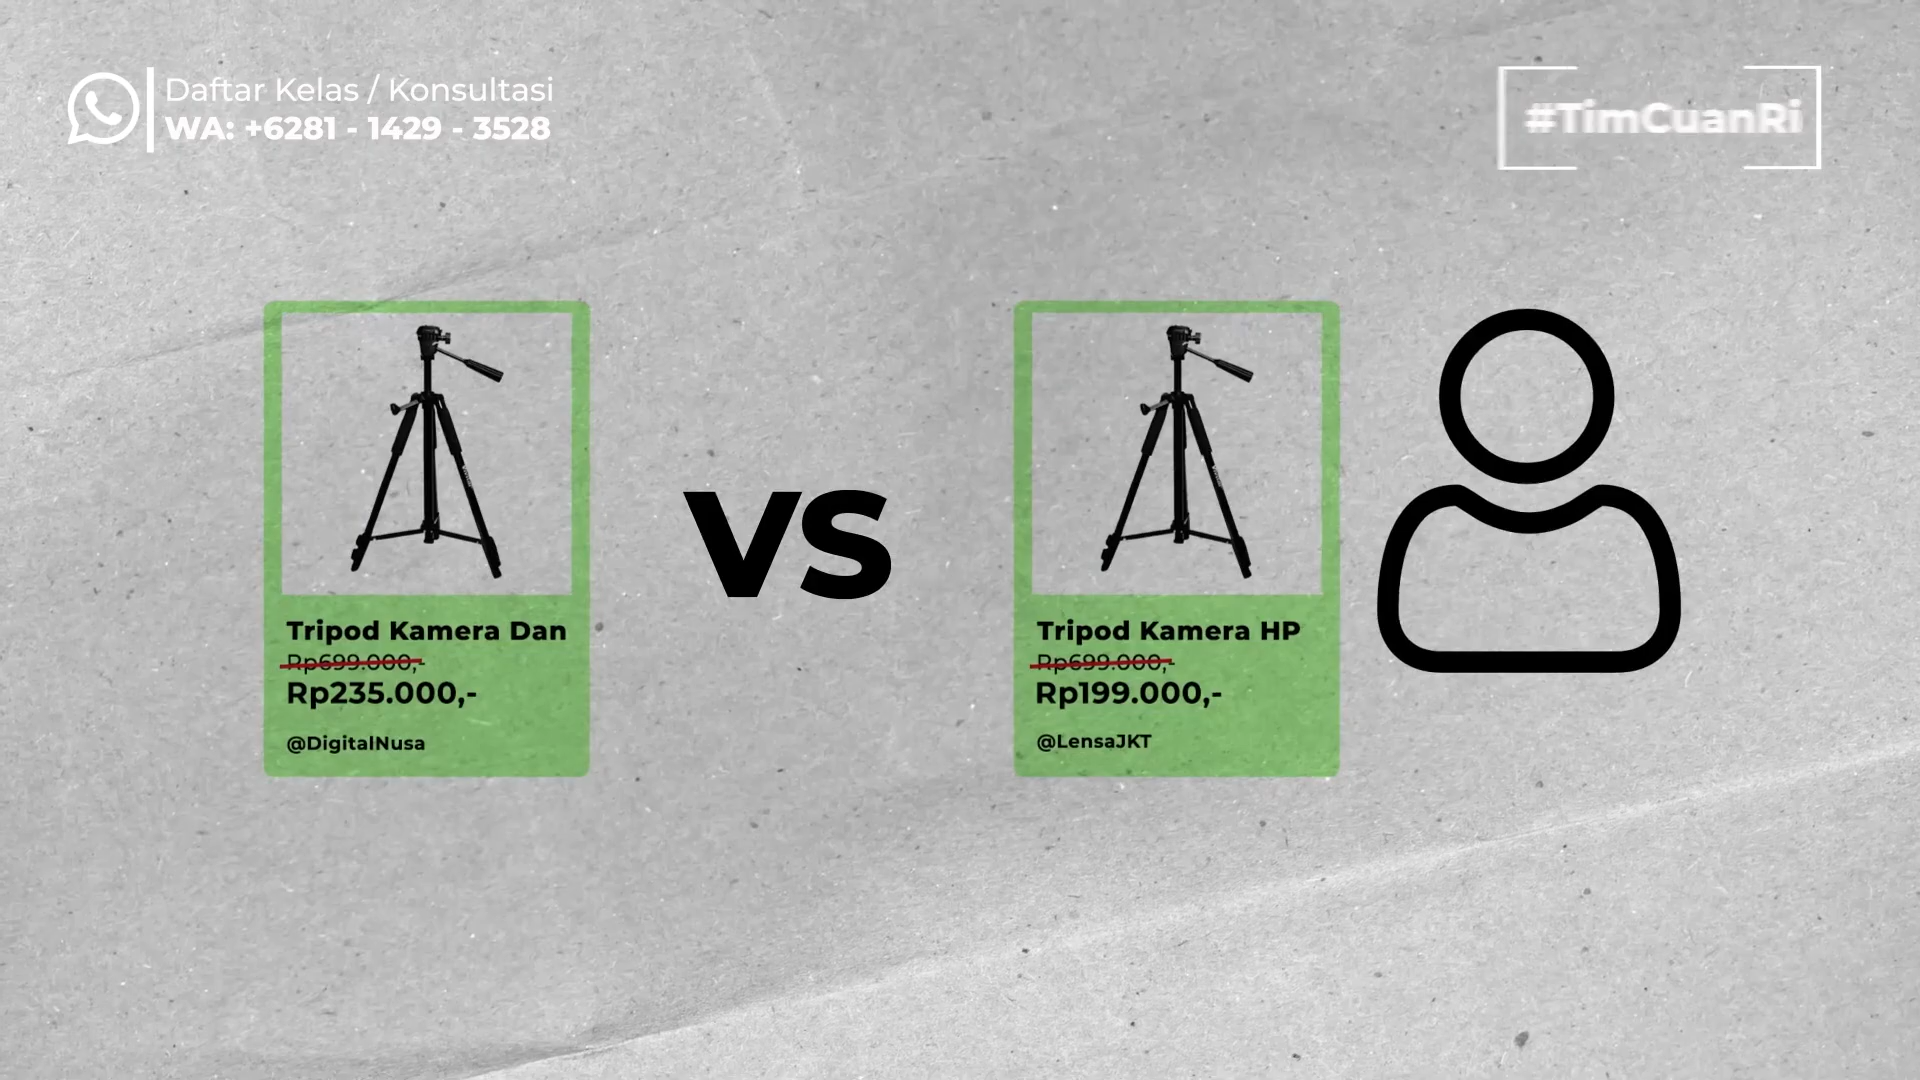 Daftar Kelas / Konsultasi
WA: +6281 - 1429 - 3528
#TimCuanRi
Tripod Kamera Dan
Rp699.000,-
Rp235.000,-
@DigitalNusa
VS
Tripod Kamera HP
Rp699.000,-
Rp199.000,-
@LensaJKT